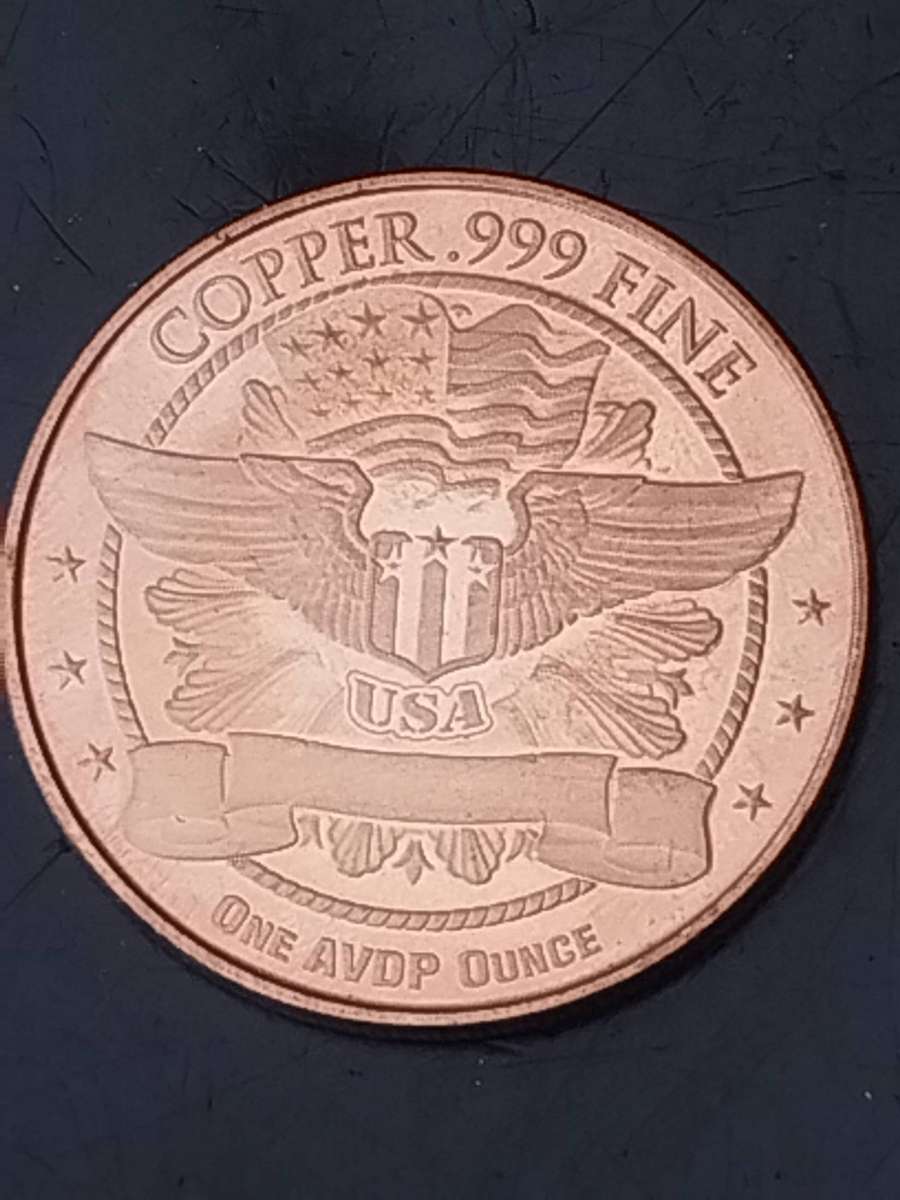 COPPER .999 FINE
USA
ONE AVDP OUNCE